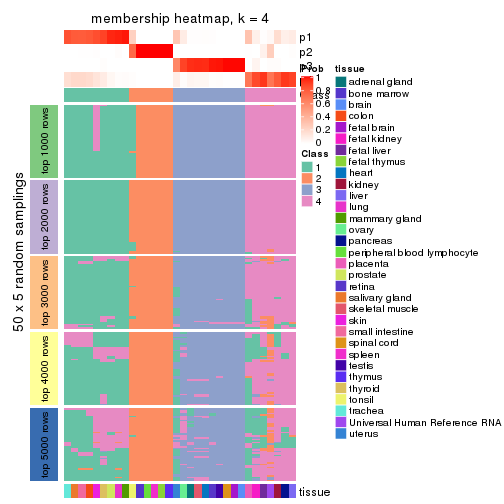 membership heatmap, k = 4
p1
p2
p3
Prob
1
0.8
0.6
0.4
0.2
0
Class
1
2
3
4
tissue
adrenal gland
bone marrow
brain
colon
fetal brain
fetal kidney
fetal liver
fetal thymus
heart
kidney
liver
lung
mammary gland
ovary
pancreas
peripheral blood lymphocyte
placenta
prostate
retina
salivary gland
skeletal muscle
skin
small intestine
spinal cord
spleen
testis
thymus
thyroid
tonsil
trachea
Universal Human Reference RNA
uterus
50 x 5 random samplings
top 1000 rows
top 2000 rows
top 3000 rows
top 4000 rows
top 5000 rows
tissue